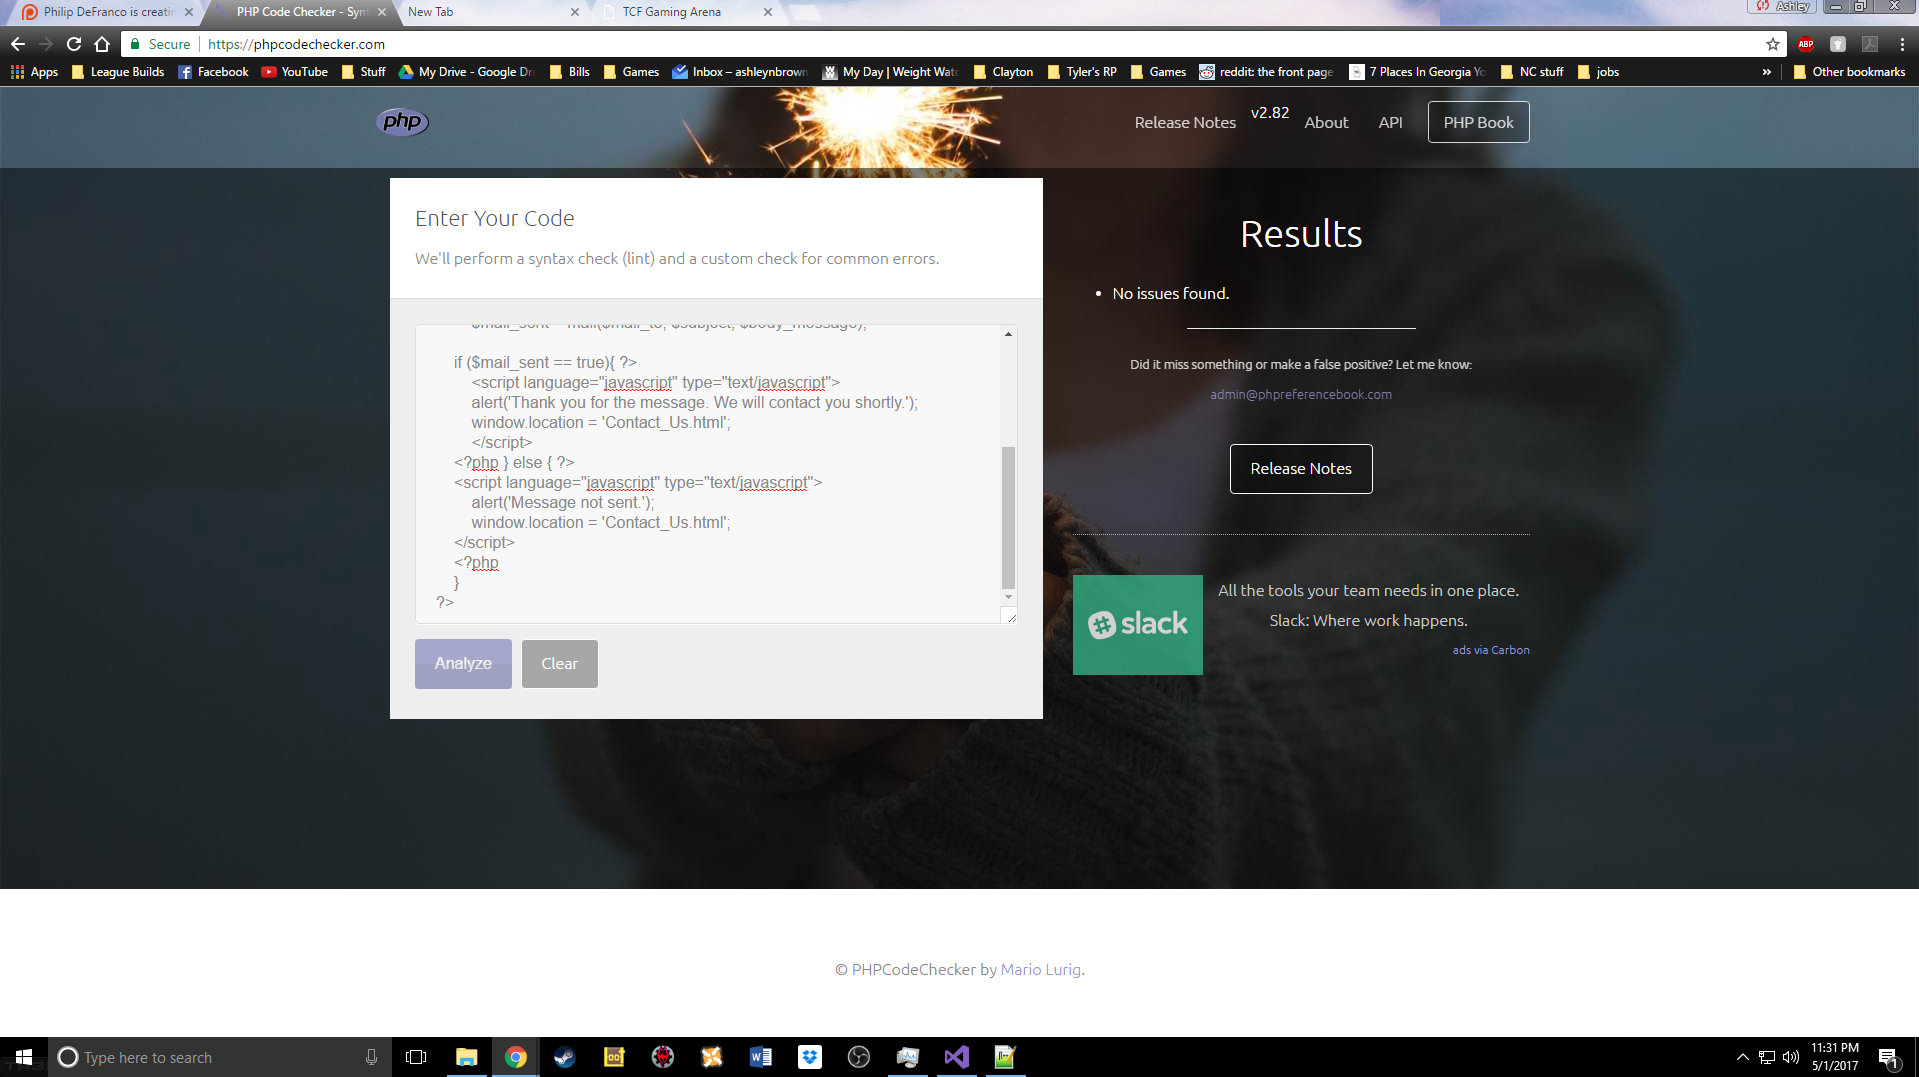 Philip DeFranco is creatin
PHP Code Checker - Syn
New Tab
TCF Gaming Arena
Ashley
Secure
https://phpcodechecker.com
ABP
Apps
League Builds
Facebook
YouTube
Stuff
My Drive - Google Dri
Bills
Games
Inbox – ashleynbrown
My Day | Weight Wat
Clayton
Tyler's RP
Games
reddit: the front page
7 Places In Georgia Yo
NC stuff
jobs
»
Other bookmarks
php
Release Notes
v2.82
About
API
PHP Book
Enter Your Code
We'll perform a syntax check (lint) and a custom check for common errors.
$mail_sent = mail($mail_to, $subject, $body_message);
if ($mail_sent == true){ ?>
<script language="javascript" type="text/javascript">
alert('Thank you for the message. We will contact you shortly.');
window.location = 'Contact_Us.html';
</script>
<?php } else { ?>
<script language="javascript" type="text/javascript">
alert('Message not sent.');
window.location = 'Contact_Us.html';
</script>
<?php
}
?>
Analyze
Clear
Results
• No issues found.
Did it miss something or make a false positive? Let me know:
admin@phpreferencebook.com
Release Notes
slack
All the tools your team needs in one place.
Slack: Where work happens.
ads via Carbon
© PHPCodeChecker by Mario Lurig.
Type here to search
11:31 PM
5/1/2017
1